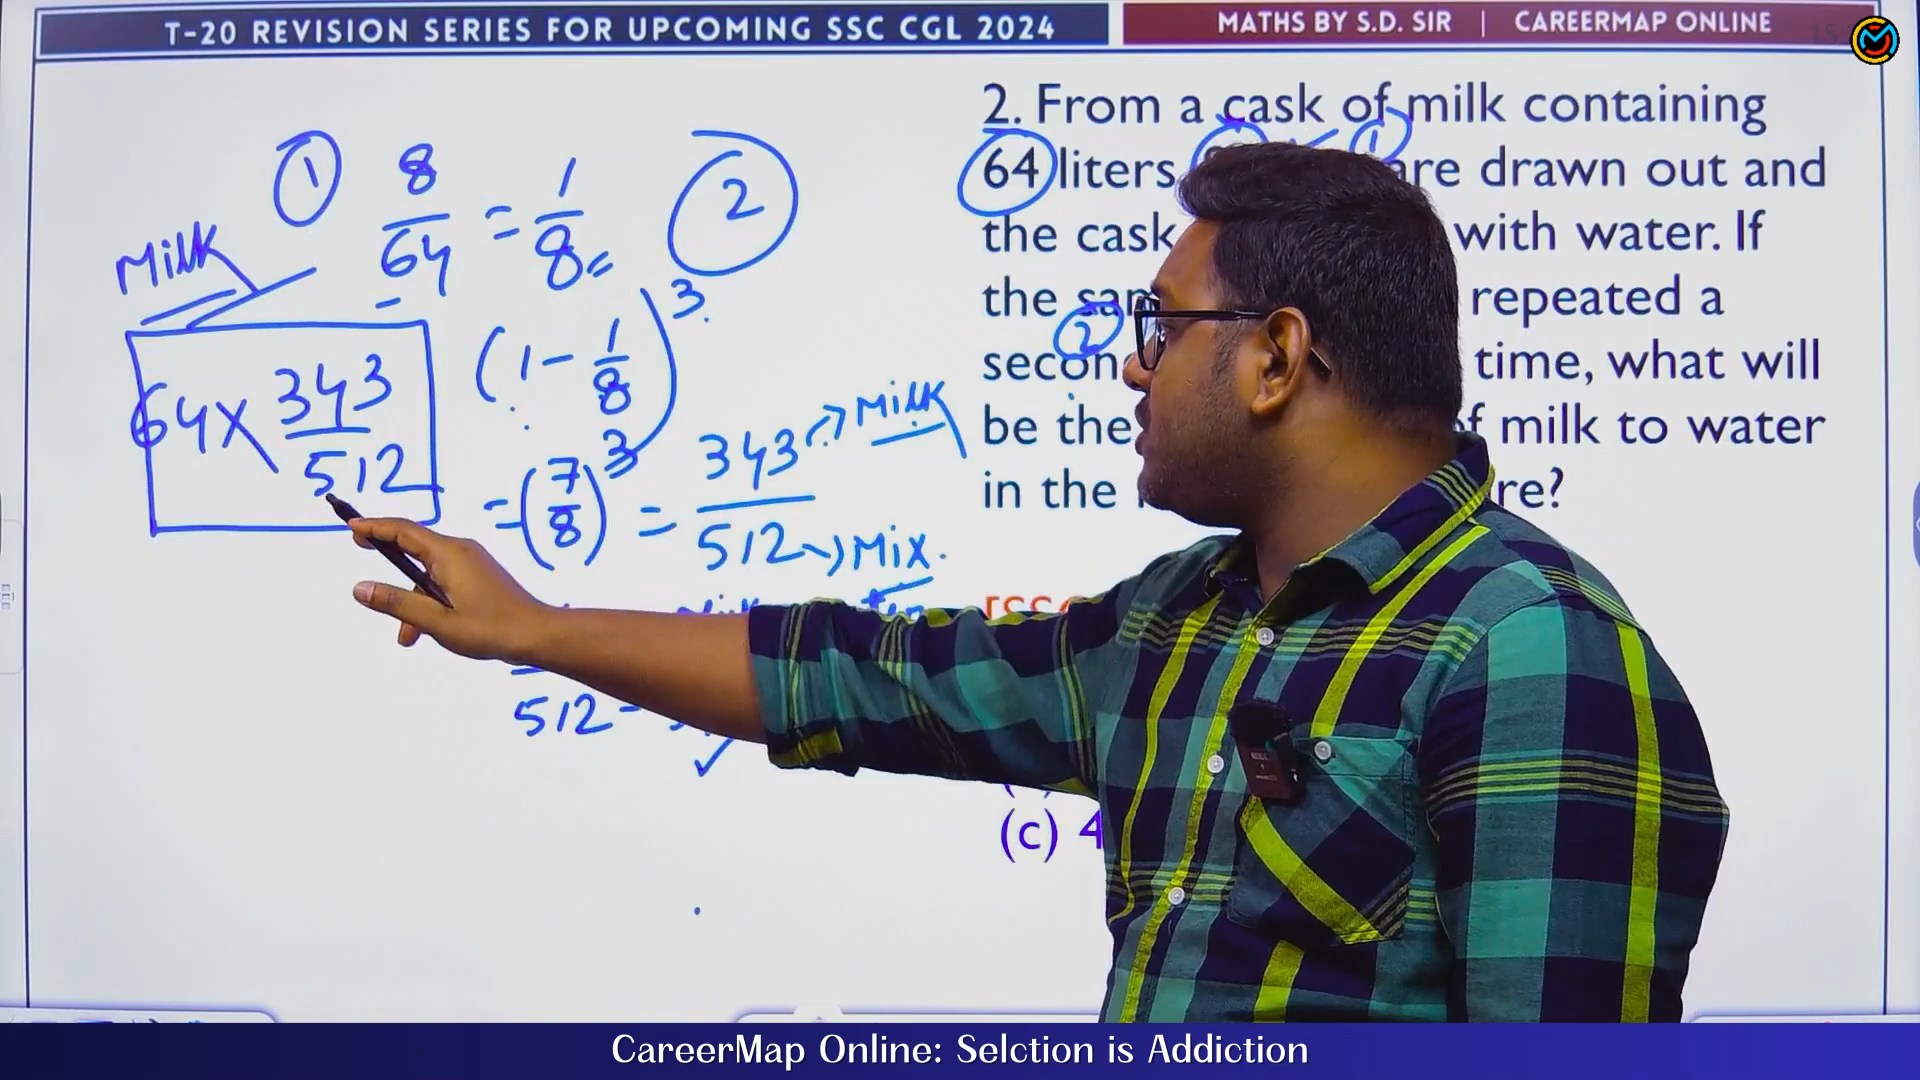 T-20 REVISION SERIES FOR UPCOMING SSC CGL 2024
MATHS BY S.D. SIR | CAREERMAP ONLINE
2. From a cask of milk containing
64 liters are drawn out and
the cask with water. If
the repeated a
time, what will
be the milk to water
in the
(c) 4
2
1
1
2
8/64 = 1/8
Milk
64 × 343/512
(1 - 1/8)³
= (7/8)³ = 343/512
Milk
Mix.
512 -
CareerMap Online: Selction is Addiction